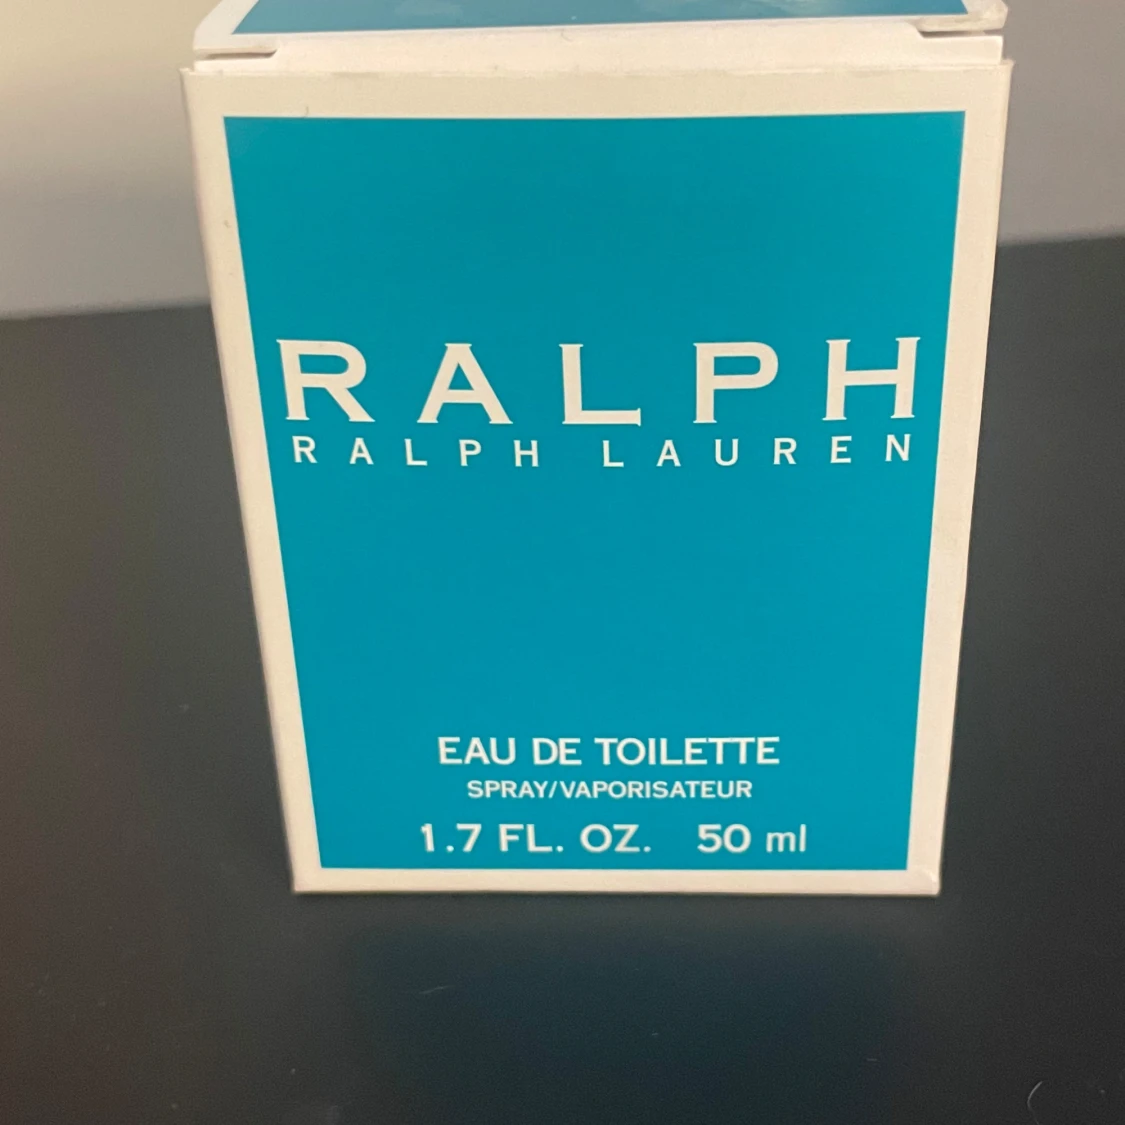 RALPH
RALPH LAUREN
EAU DE TOILETTE
SPRAY/VAPORISATEUR
1.7 FL. OZ. 50 ml